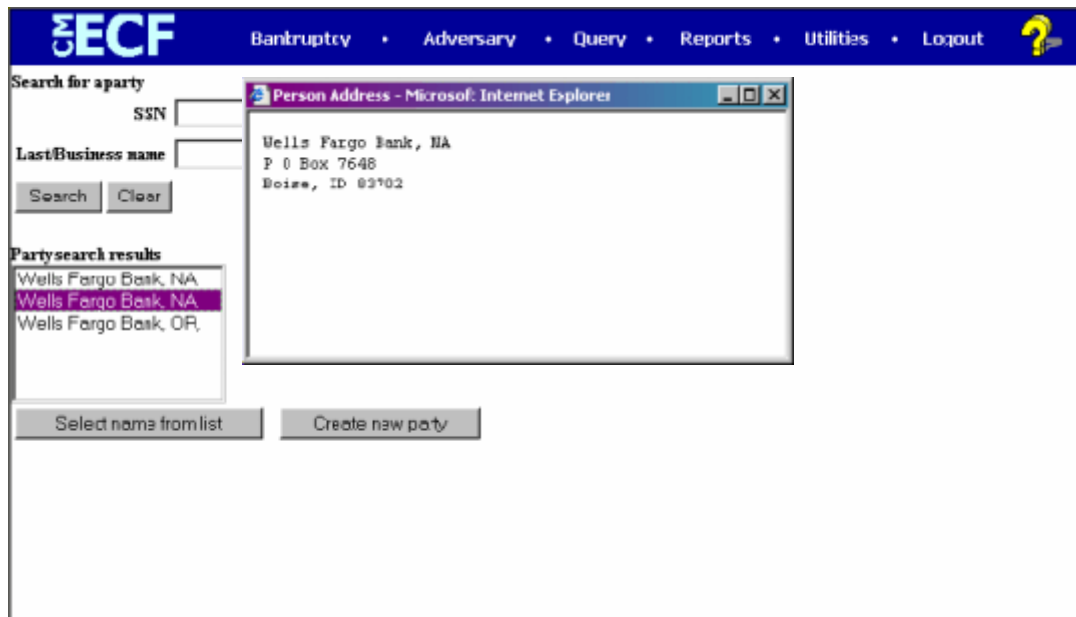 CM ECF Bankruptcy • Adversary • Query • Reports • Utilities • Logout ?
Search for a party
SSN
Last/Business name
Search Clear
Person Address - Microsoft Internet Explorer
Wells Fargo Bank, NA
P O Box 7648
Boise, ID 83702
Party search results
Wells Fargo Bank, NA
Wells Fargo Bank, NA
Wells Fargo Bank, OR,
Select name from list Create new party